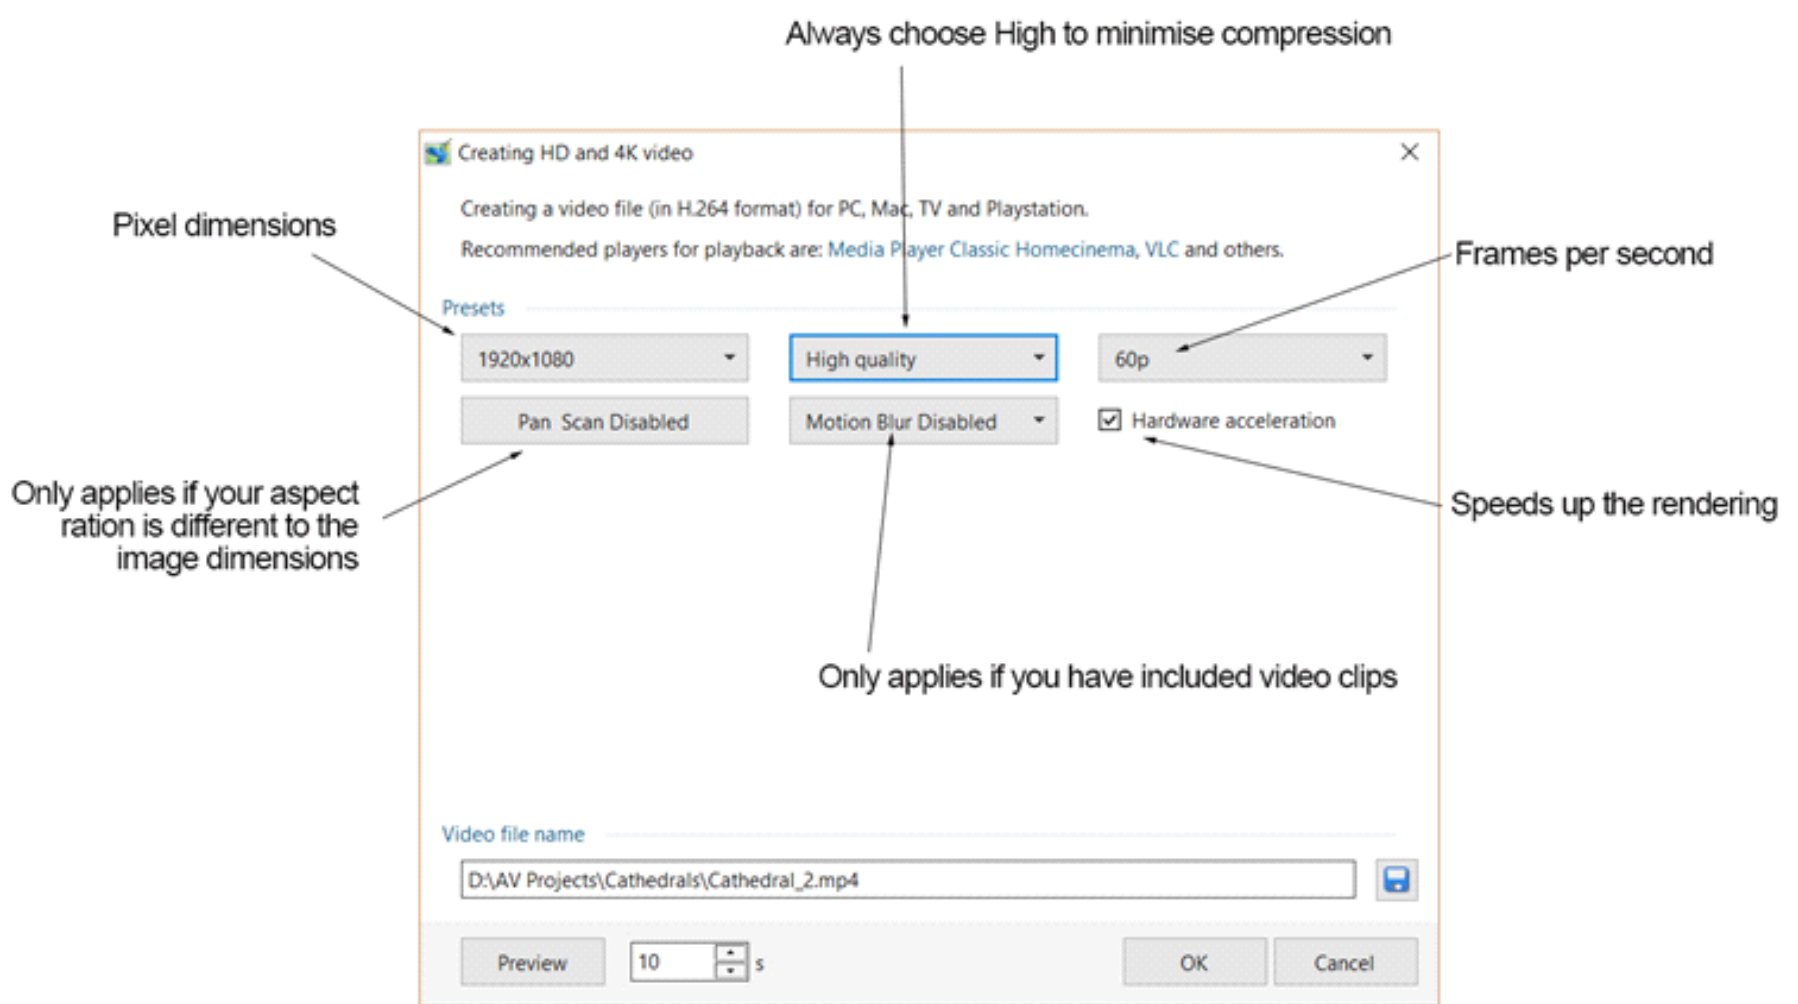 Always choose High to minimise compression
Creating HD and 4K video
Creating a video file (in H.264 format) for PC, Mac, TV and Playstation.
Pixel dimensions
Recommended players for playback are: Media Player Classic Homecinema, VLC and others.
Frames per second
Presets
1920x1080
High quality
60p
Pan Scan Disabled
Motion Blur Disabled
Hardware acceleration
Only applies if your aspect
ration is different to the
image dimensions
Speeds up the rendering
Only applies if you have included video clips
Video file name
D:\AV Projects\Cathedrals\Cathedral_2.mp4
Preview
10
s
OK
Cancel